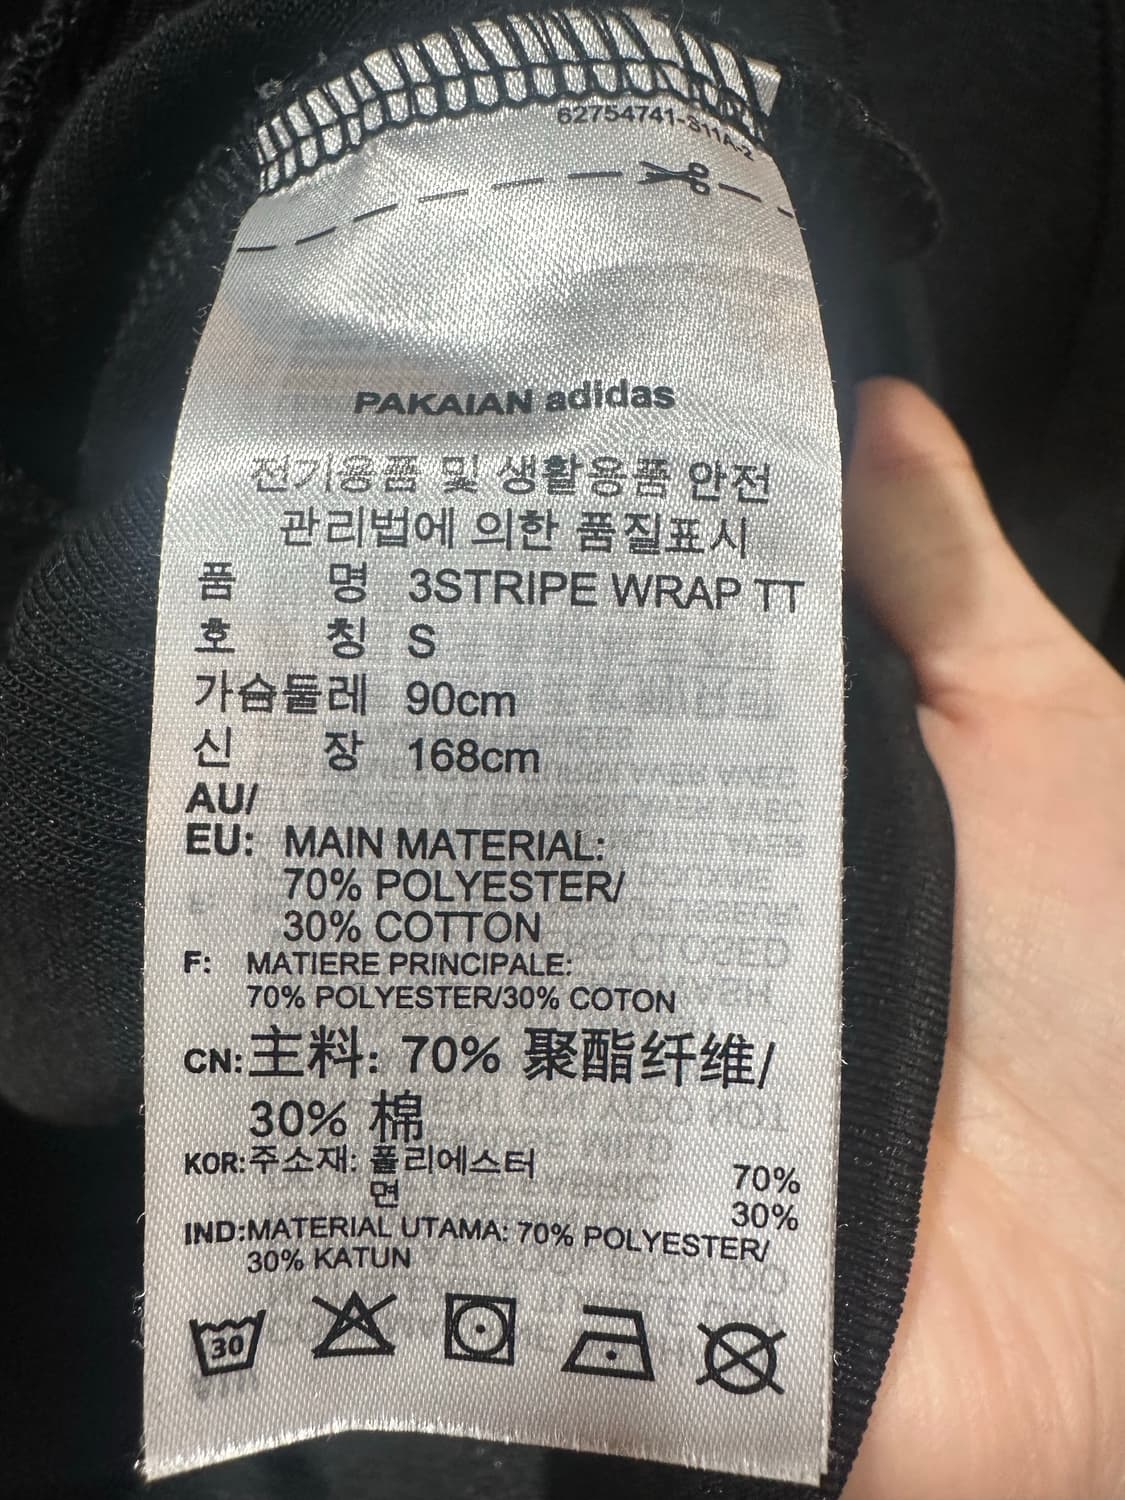 62754741-S11A-2
PAKAIAN adidas
전기용품 및 생활용품 안전
관리법에 의한 품질표시
품 명 3STRIPE WRAP TT
호 칭 S
가슴둘레 90cm
신 장 168cm
AU/
EU: MAIN MATERIAL:
70% POLYESTER/
30% COTTON
F: MATIERE PRINCIPALE:
70% POLYESTER/30% COTON
CN: 主料: 70% 聚酯纤维/
30% 棉
KOR: 주소재: 폴리에스터 70%
면 30%
IND: MATERIAL UTAMA: 70% POLYESTER/
30% KATUN
30